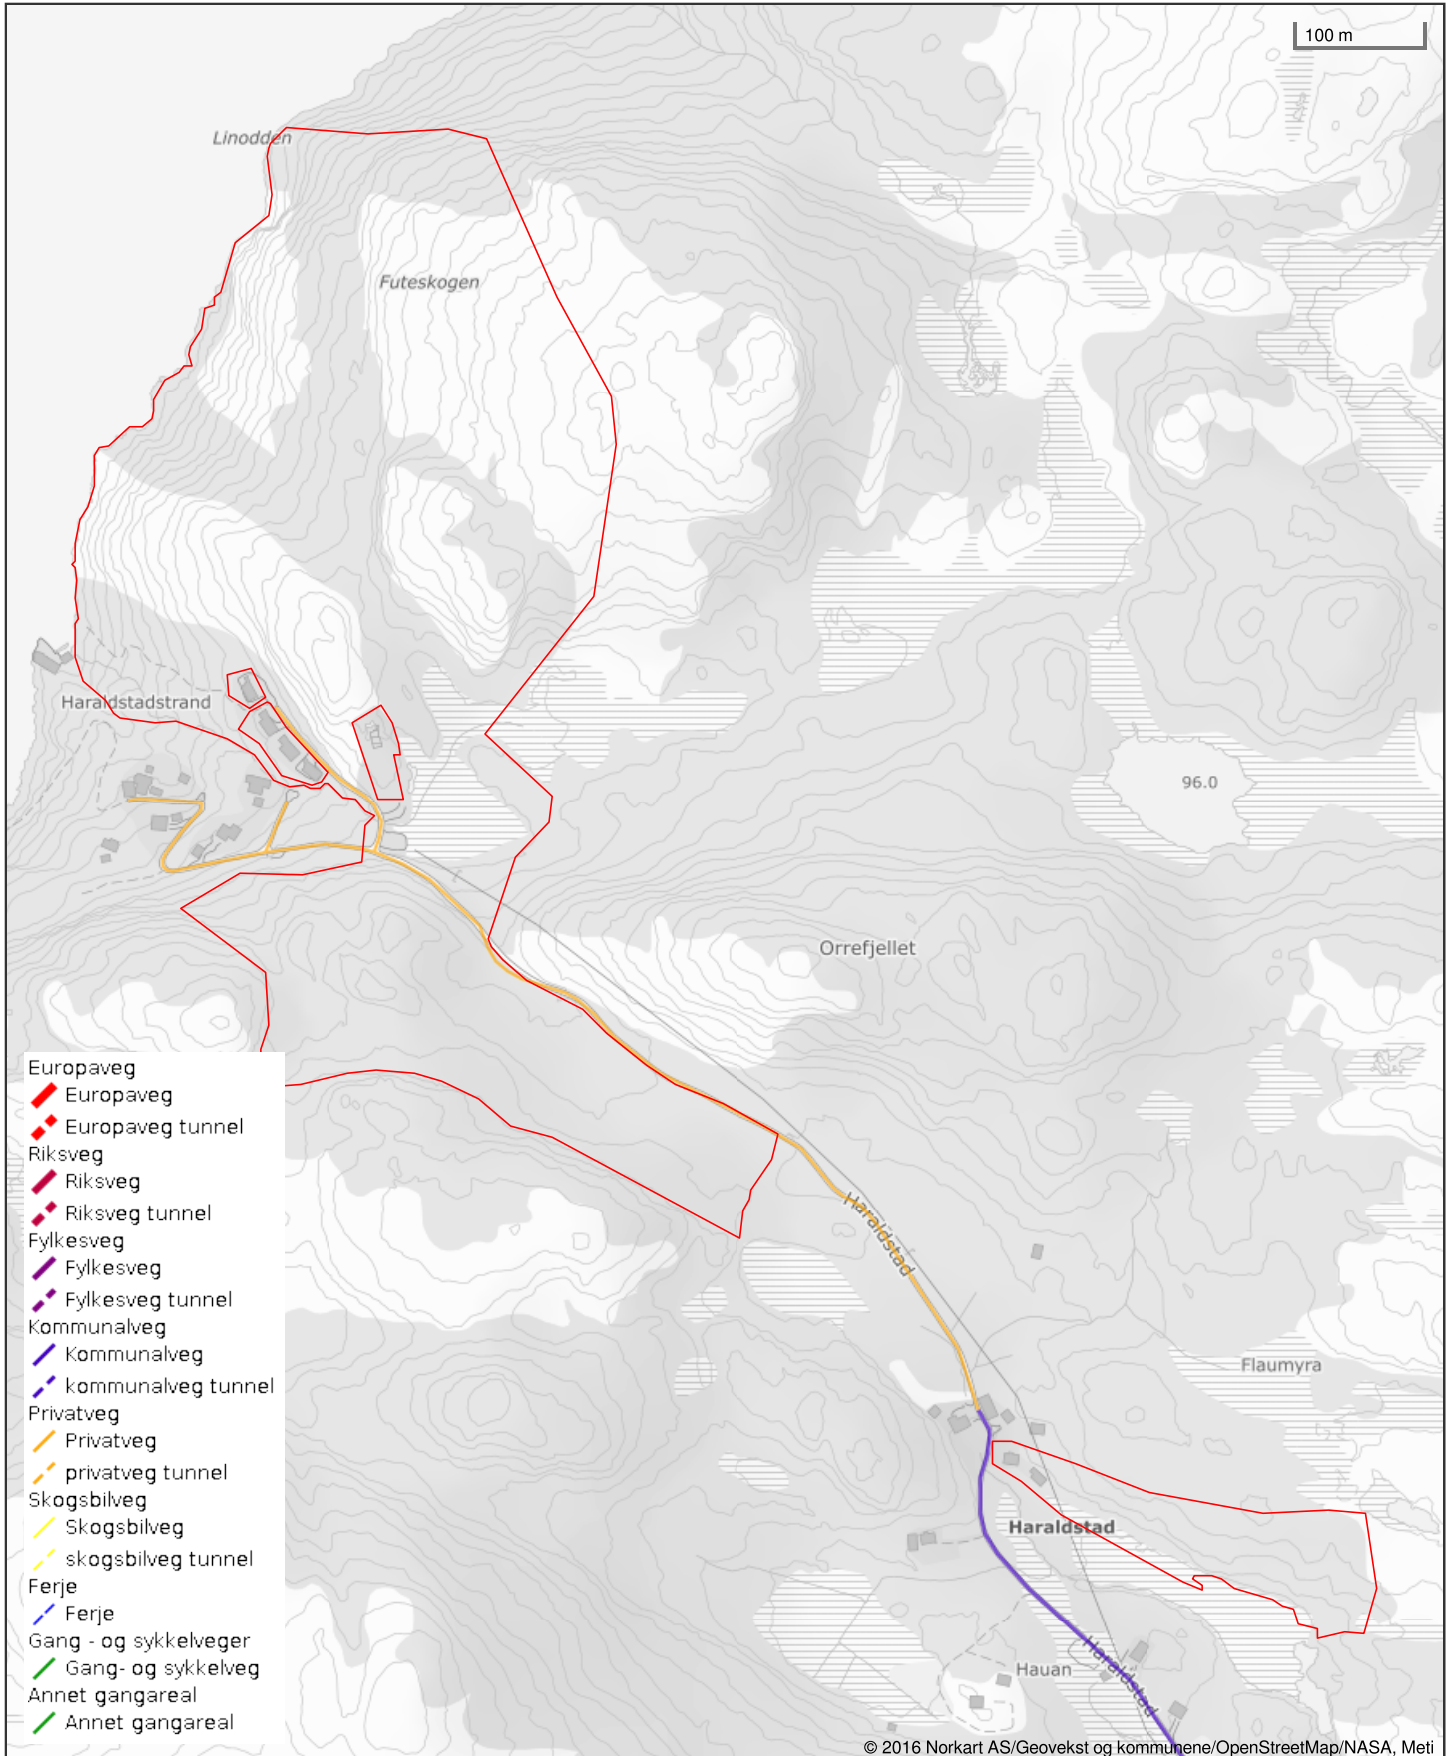 100 m
Linodden
Futeskogen
Haraldstadstrand
96.0
Orrefjellet
Haraldstad
Flaumyra
Haraldstad
Hauan
Haraldstad
Europaveg
Europaveg
Europaveg tunnel
Riksveg
Riksveg
Riksveg tunnel
Fylkesveg
Fylkesveg
Fylkesveg tunnel
Kommunalveg
Kommunalveg
kommunalveg tunnel
Privatveg
Privatveg
privatveg tunnel
Skogsbilveg
Skogsbilveg
skogsbilveg tunnel
Ferje
Ferje
Gang - og sykkelveger
Gang- og sykkelveg
Annet gangareal
Annet gangareal
© 2016 Norkart AS/Geovekst og kommunene/OpenStreetMap/NASA, Meti